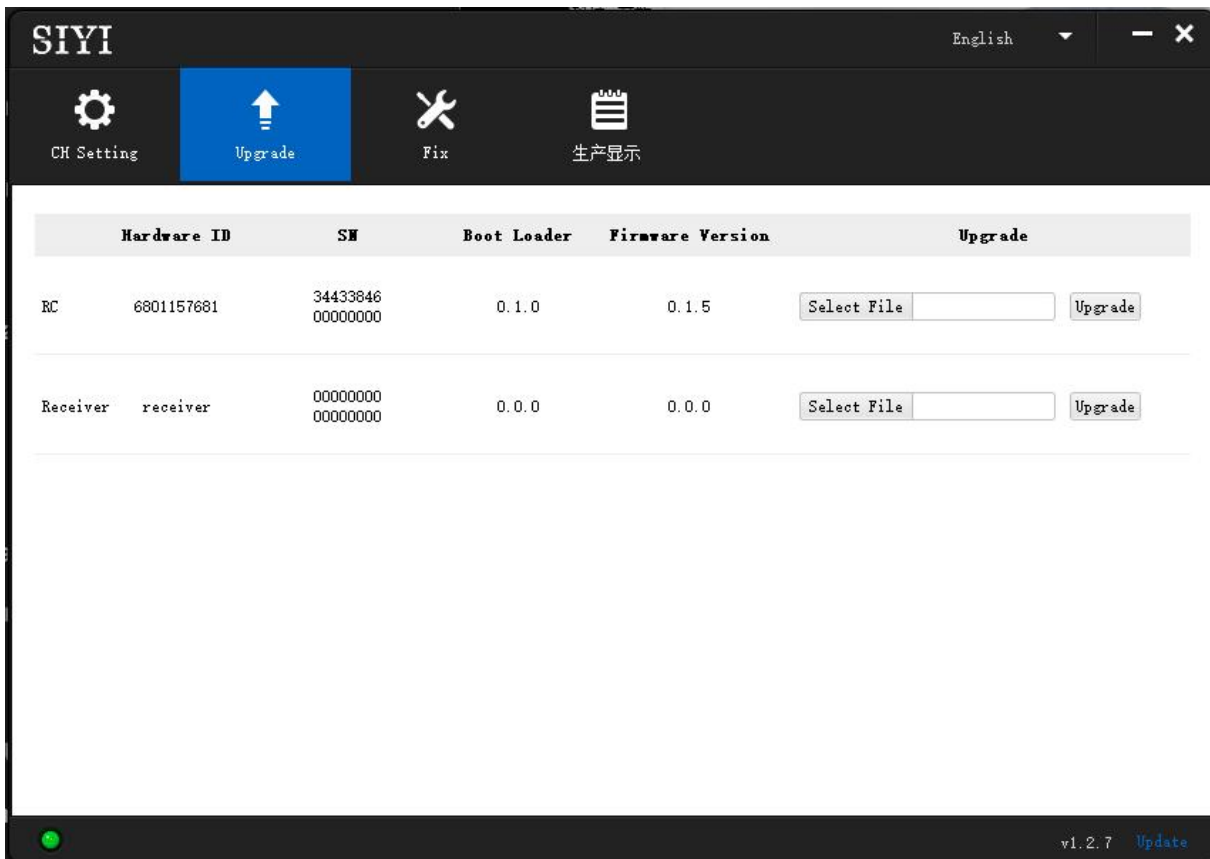 SIYI
English
CH Setting
Upgrade
Fix
生产显示
Hardware ID SN Boot Loader Firmware Version Upgrade
RC 6801157681 34433846 00000000 0.1.0 0.1.5 Select File Upgrade
Receiver receiver 00000000 00000000 0.0.0 0.0.0 Select File Upgrade
v1.2.7 Update